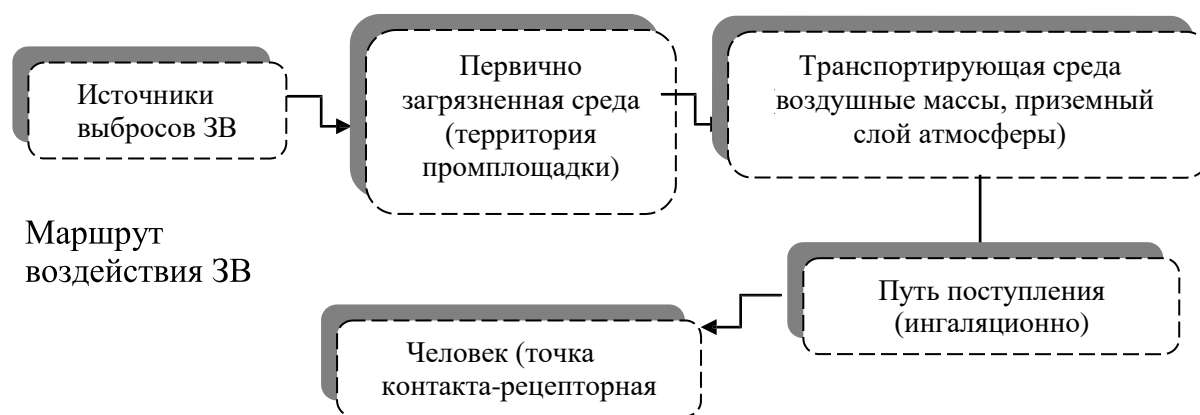 Источники
выбросов ЗВ
Первично
загрязненная среда
(территория
промплощадки)
Транспортирующая среда
воздушные массы, приземный
слой атмосферы)
Маршрут
воздействия ЗВ
Путь поступления
(ингаляционно)
Человек (точка
контакта-рецепторная